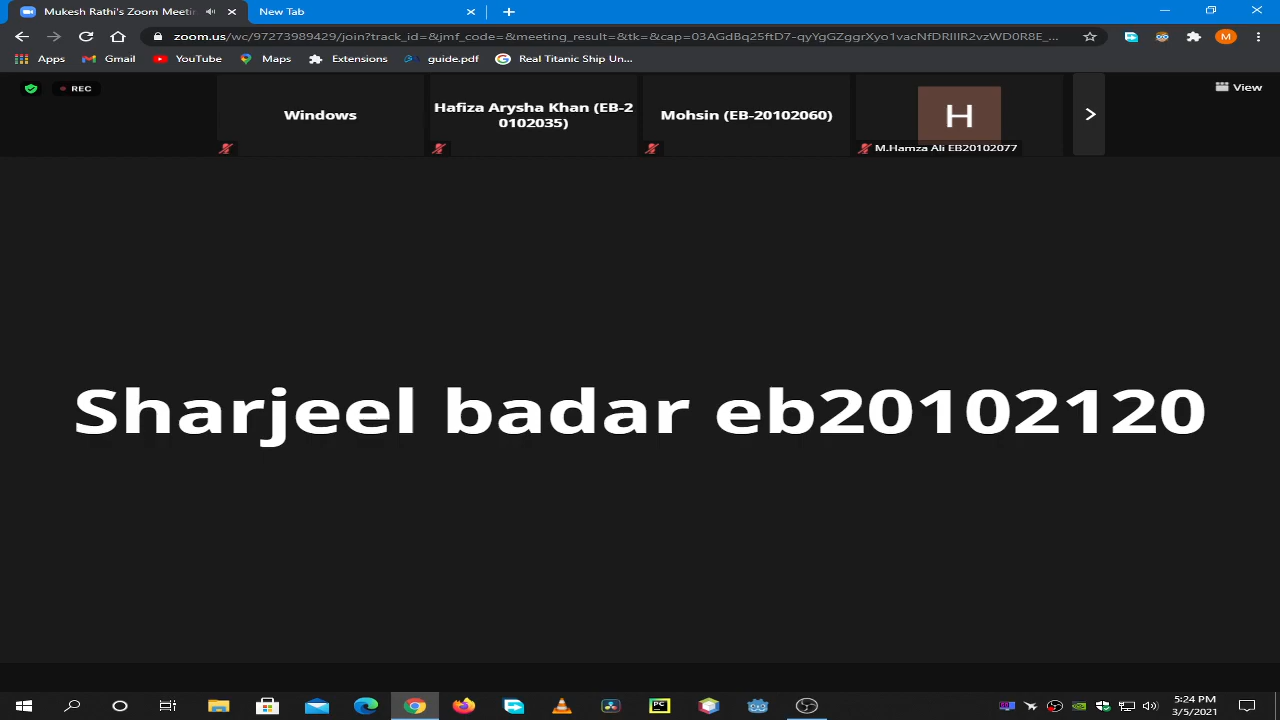 Mukesh Rathi's Zoom Meetin
New Tab
zoom.us/wc/97273989429/join?track_id=&jmf_code=&meeting_result=&tk=&cap=03AGdBq25ftD7-qyYgGZggrXyo1vacNfDRIIIR2vzWD0R8E_...
M
Apps
Gmail
YouTube
Maps
Extensions
guide.pdf
Real Titanic Ship Un...
REC
Windows
Hafiza Arysha Khan (EB-2
0102035)
Mohsin (EB-20102060)
H
M.Hamza Ali EB20102077
View
Sharjeel badar eb20102120
PC
5:24 PM
3/5/2021